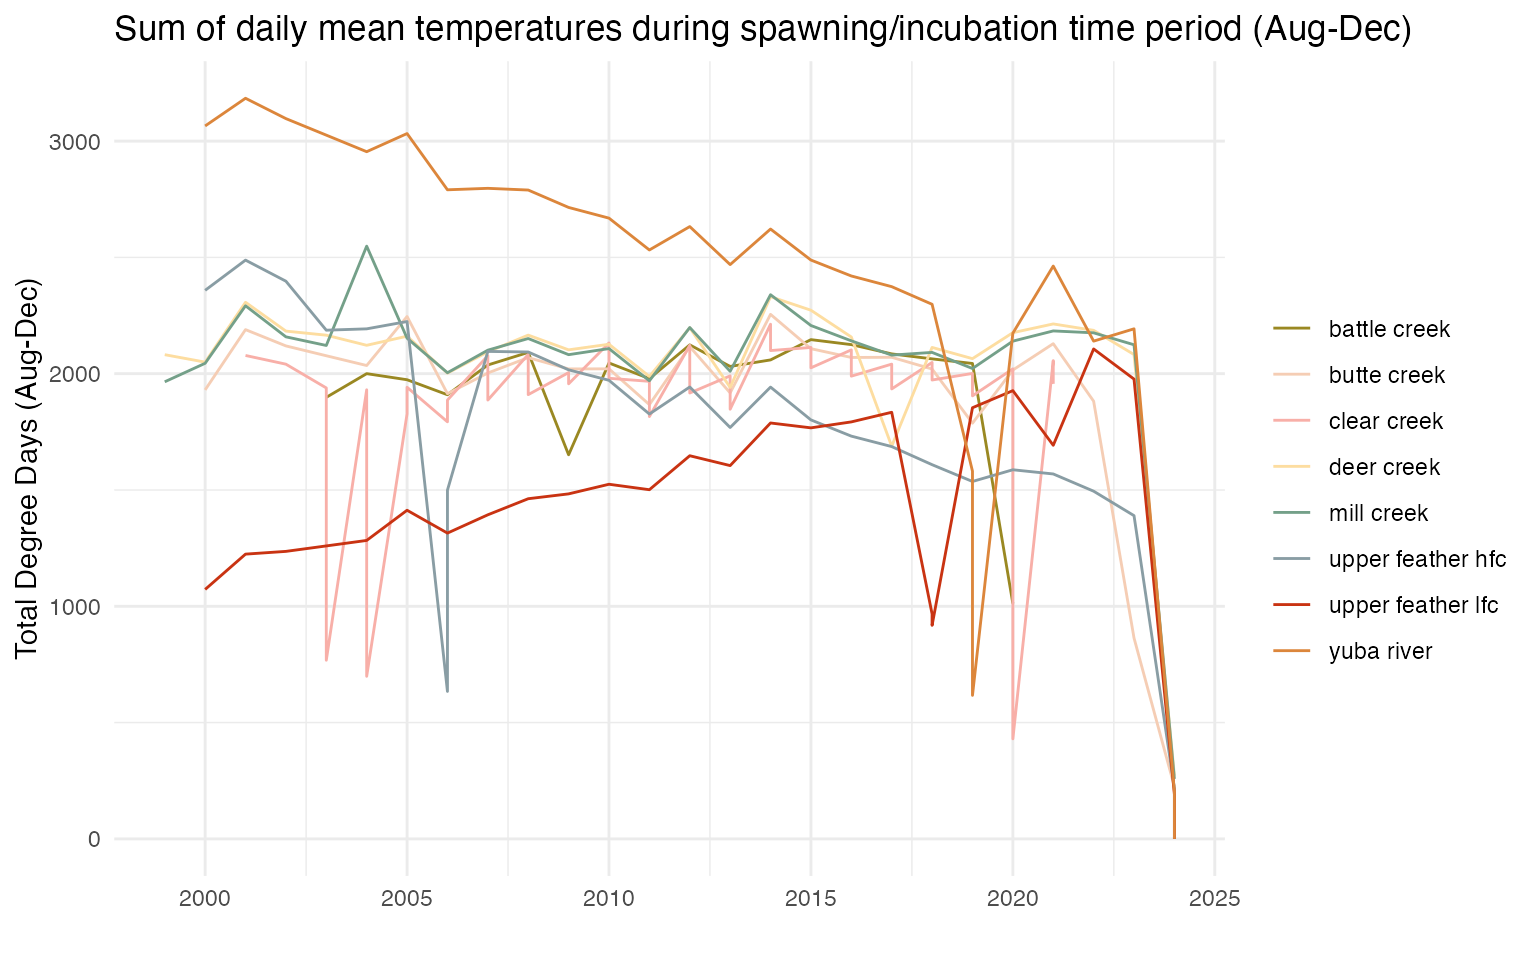 Sum of daily mean temperatures during spawning/incubation time period (Aug-Dec)
Total Degree Days (Aug-Dec)
3000
2000
1000
0
2000
2005
2010
2015
2020
2025
battle creek
butte creek
clear creek
deer creek
mill creek
upper feather hfc
upper feather lfc
yuba river